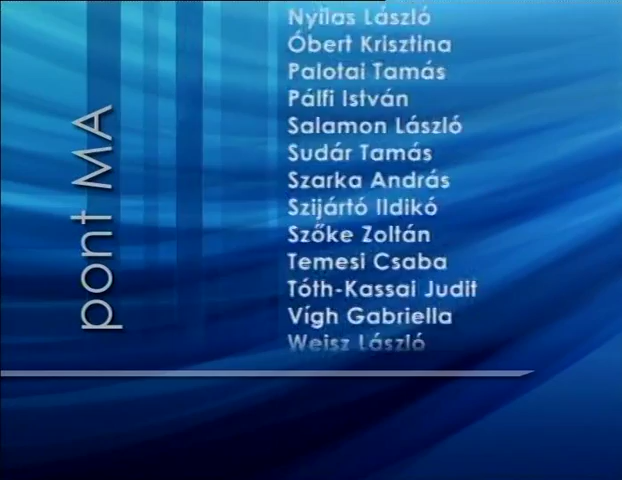 pont MA
Nyilas László
Óbert Krisztina
Palotai Tamás
Pálfi István
Salamon László
Sudár Tamás
Szarka András
Szijártó Ildikó
Szőke Zoltán
Temesi Csaba
Tóth-Kassai Judit
Vígh Gabriella
Weisz László